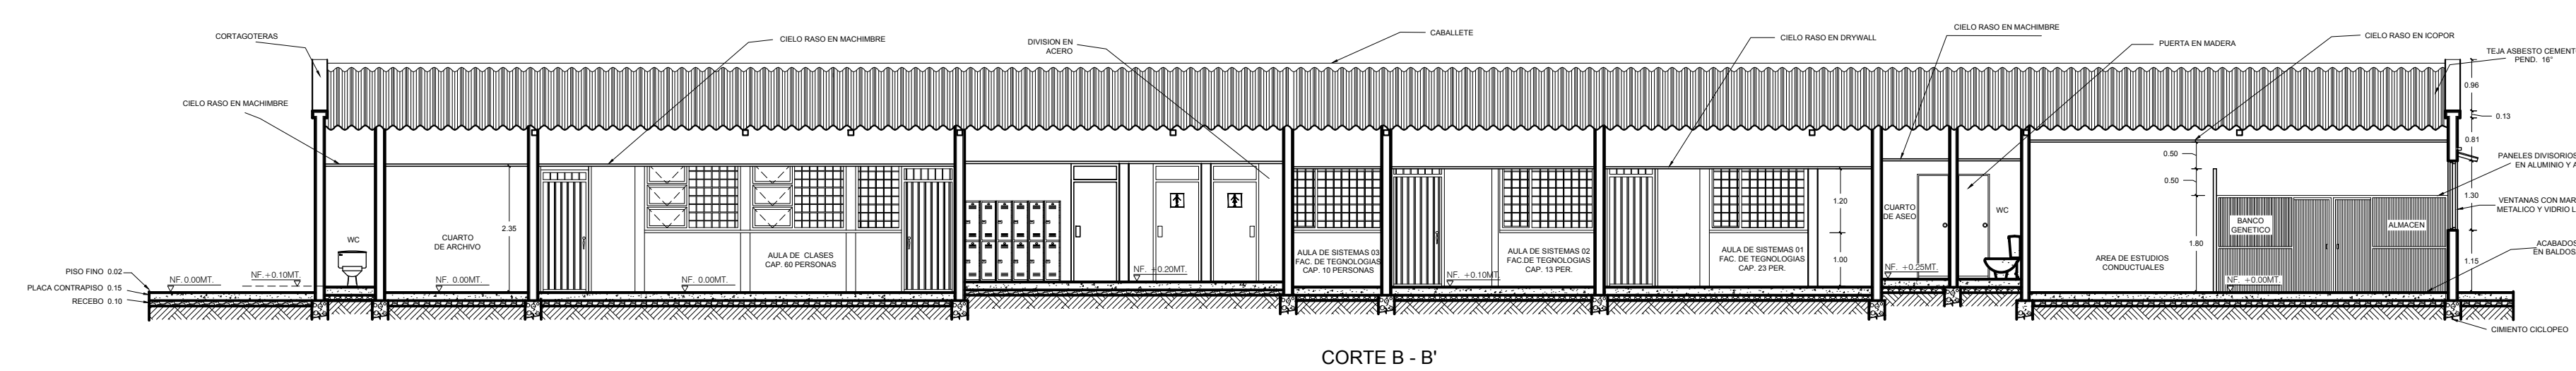 CORTAGOTERAS
CIELO RASO EN MACHIMBRE
DIVISION EN
ACERO
CABALLETE
CIELO RASO EN DRYWALL
CIELO RASO EN MACHIMBRE
PUERTA EN MADERA
CIELO RASO EN ICOPOR
TEJA ASBESTO CEMENT
PEND. 16°
CIELO RASO EN MACHIMBRE
0.96
0.13
0.81
PANELES DIVISORIOS
EN ALUMINIO Y A
1.30
VENTANAS CON MAR
METALICO Y VIDRIO L
ACABADOS
EN BALDOS
1.15
WC
CUARTO
DE ARCHIVO
2.35
AULA DE CLASES
CAP. 60 PERSONAS
AULA DE SISTEMAS 03
FAC. DE TEGNOLOGIAS
CAP. 10 PERSONAS
AULA DE SISTEMAS 02
FAC.DE TEGNOLOGIAS
CAP. 13 PER.
AULA DE SISTEMAS 01
FAC. DE TEGNOLOGIAS
CAP. 23 PER.
1.20
1.00
CUARTO
DE ASEO
WC
AREA DE ESTUDIOS
CONDUCTUALES
0.50
0.50
1.80
BANCO
GENETICO
ALMACEN
PISO FINO 0.02
PLACA CONTRAPISO 0.15
RECEBO 0.10
NF. 0.00MT.
NF.+0.10MT.
NF. 0.00MT.
NF. 0.00MT.
NF. +0.20MT.
NF. +0.10MT.
NF. +0.25MT.
NF. +0.00MT.
CIMIENTO CICLOPEO
CORTE B - B'